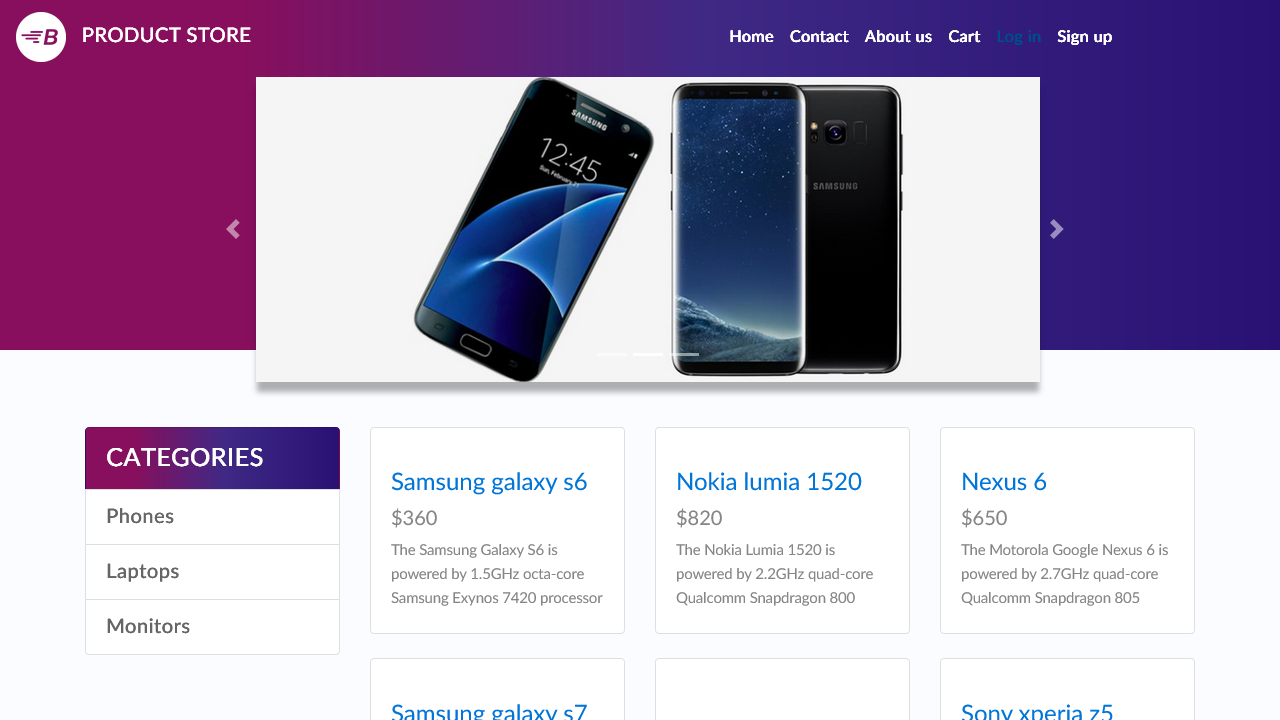 B PRODUCT STORE
Home Contact About us Cart Log in Sign up
SAMSUNG
12:45
Sun, February 21
SAMSUNG
CATEGORIES
Phones
Laptops
Monitors
Samsung galaxy s6
$360
The Samsung Galaxy S6 is
powered by 1.5GHz octa-core
Samsung Exynos 7420 processor
Nokia lumia 1520
$820
The Nokia Lumia 1520 is
powered by 2.2GHz quad-core
Qualcomm Snapdragon 800
Nexus 6
$650
The Motorola Google Nexus 6 is
powered by 2.7GHz quad-core
Qualcomm Snapdragon 805
Samsung galaxy s7
Sony xperia z5